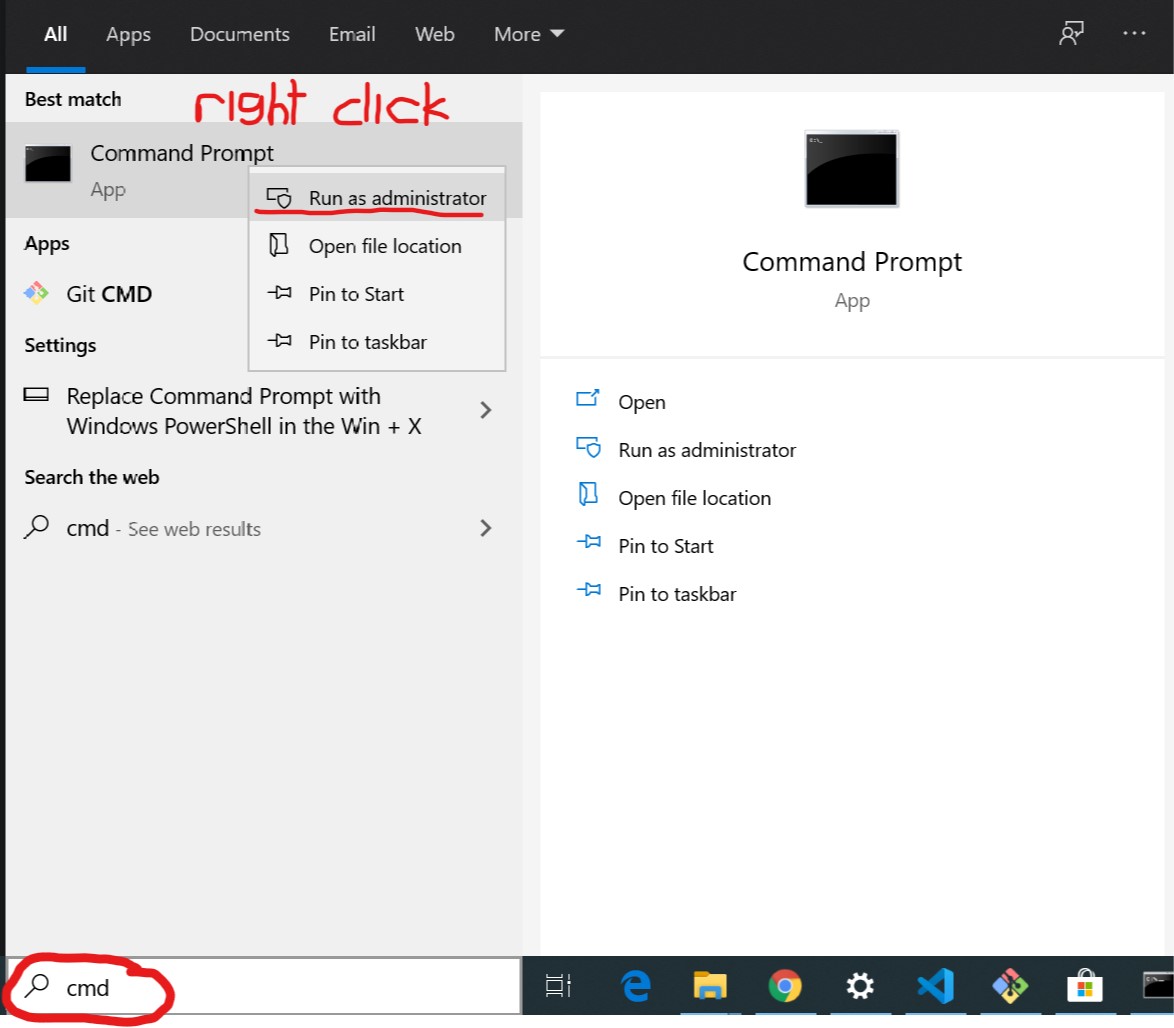 All Apps Documents Email Web More
Best match
right click
Command Prompt
App
Run as administrator
Open file location
Pin to Start
Pin to taskbar
Apps
Git CMD
Settings
Replace Command Prompt with
Windows PowerShell in the Win + X
Search the web
cmd - See web results
Command Prompt
App
Open
Run as administrator
Open file location
Pin to Start
Pin to taskbar
cmd